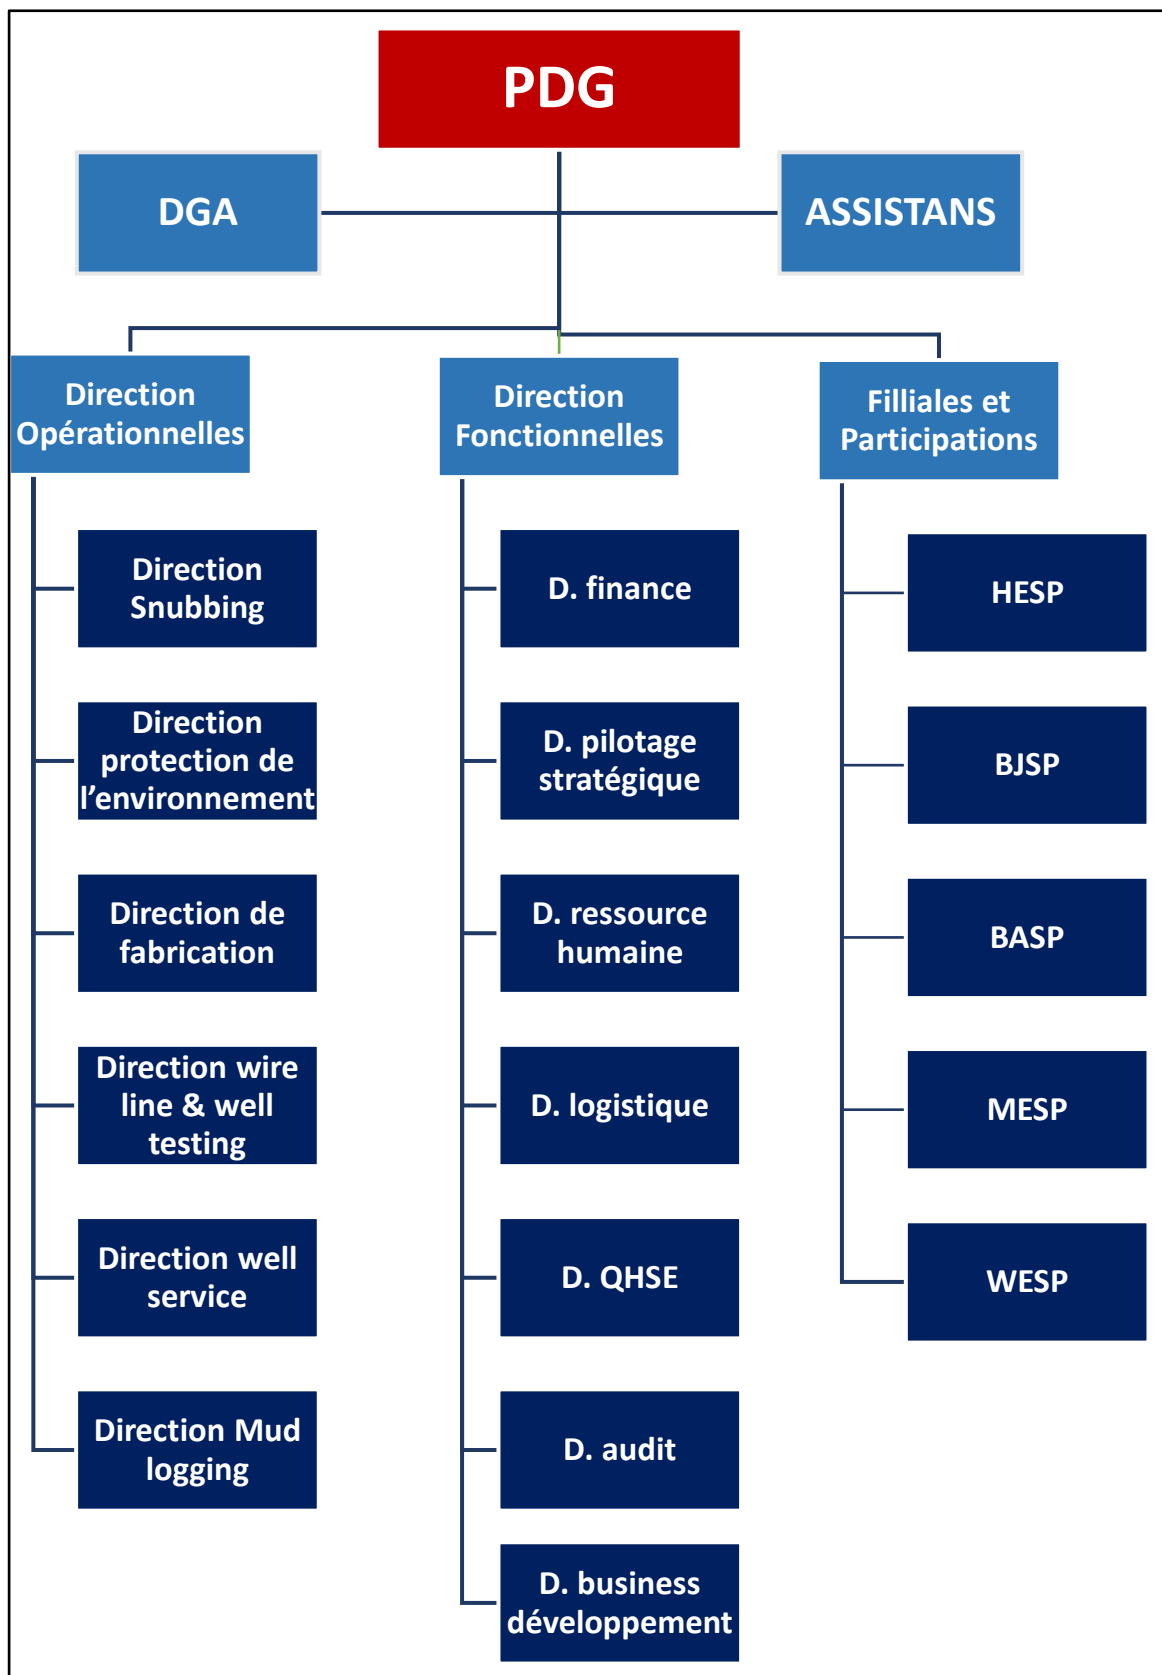 PDG
DGA
ASSISTANS
Direction
Opérationnelles
Direction
Snubbing
Direction
protection de
l’environnement
Direction de
fabrication
Direction wire
line & well
testing
Direction well
service
Direction Mud
logging
Direction
Fonctionnelles
D. finance
D. pilotage
stratégique
D. ressource
humaine
D. logistique
D. QHSE
D. audit
D. business
développement
Filliales et
Participations
HESP
BJSP
BASP
MESP
WESP